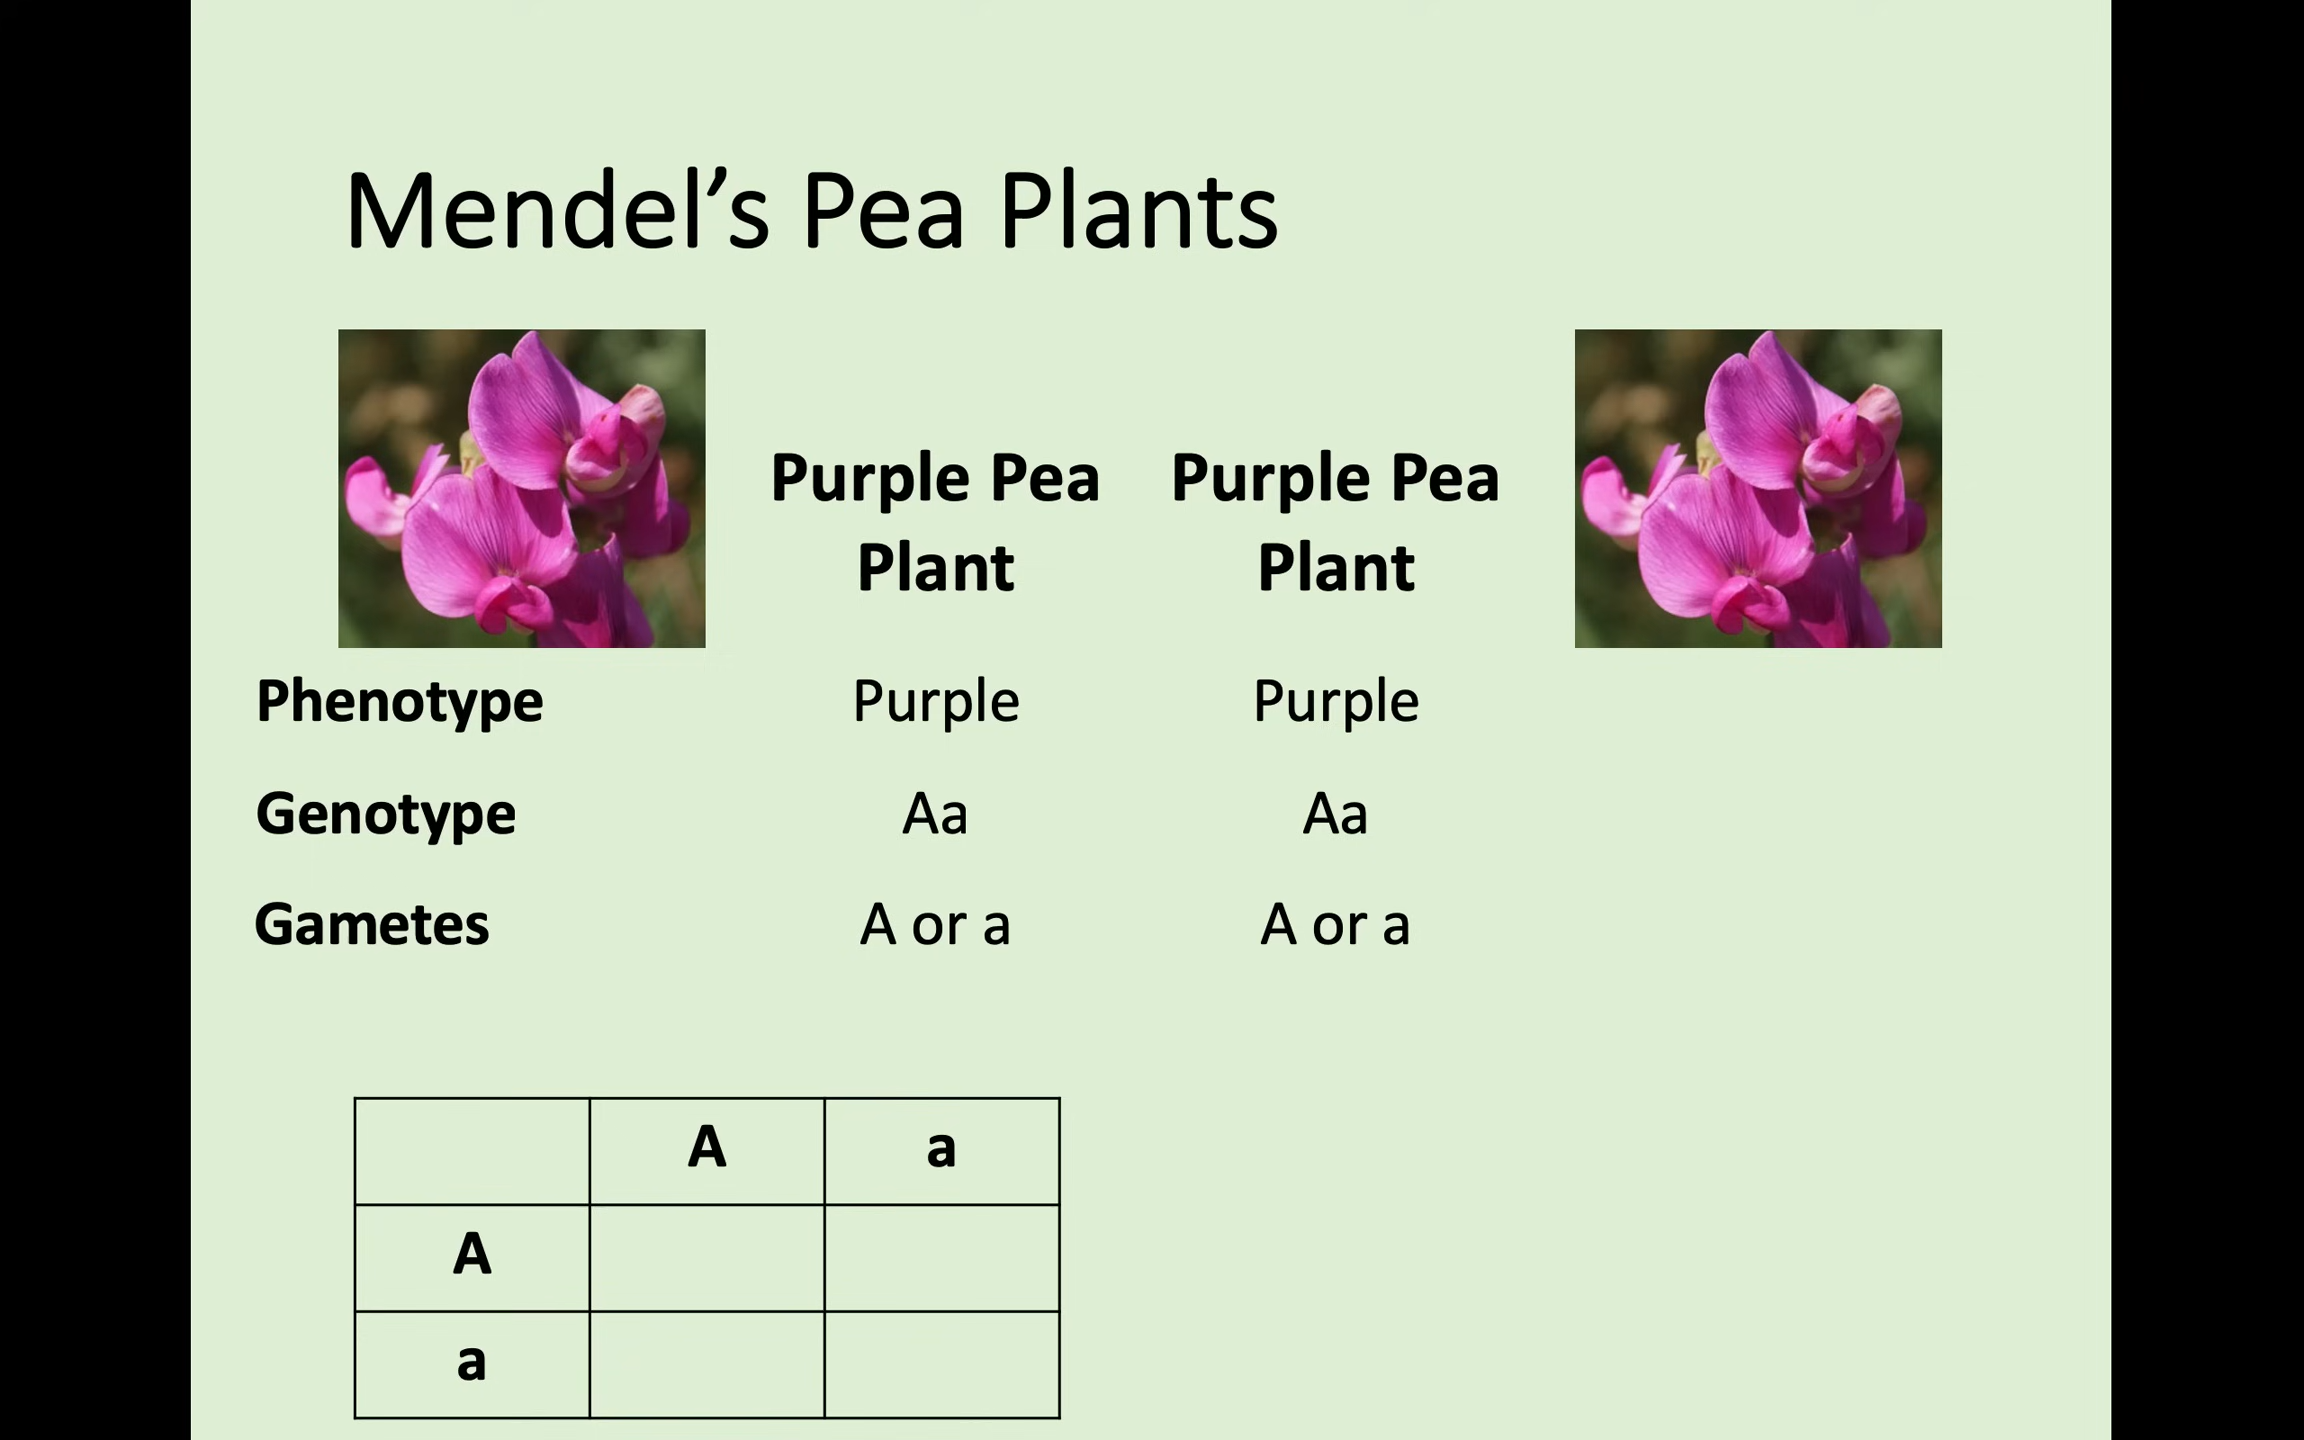 Mendel’s Pea Plants
Purple Pea Plant Purple Pea Plant
Phenotype Purple Purple
Genotype Aa Aa
Gametes A or a A or a
A a
A
a